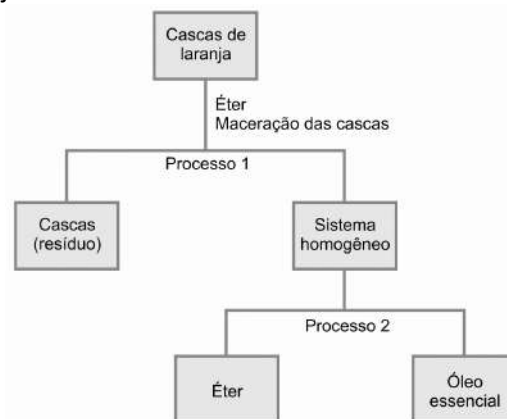 Cascas de
laranja
Éter
Maceração das cascas
Processo 1
Cascas
(resíduo)
Sistema
homogêneo
Processo 2
Éter
Óleo
essencial